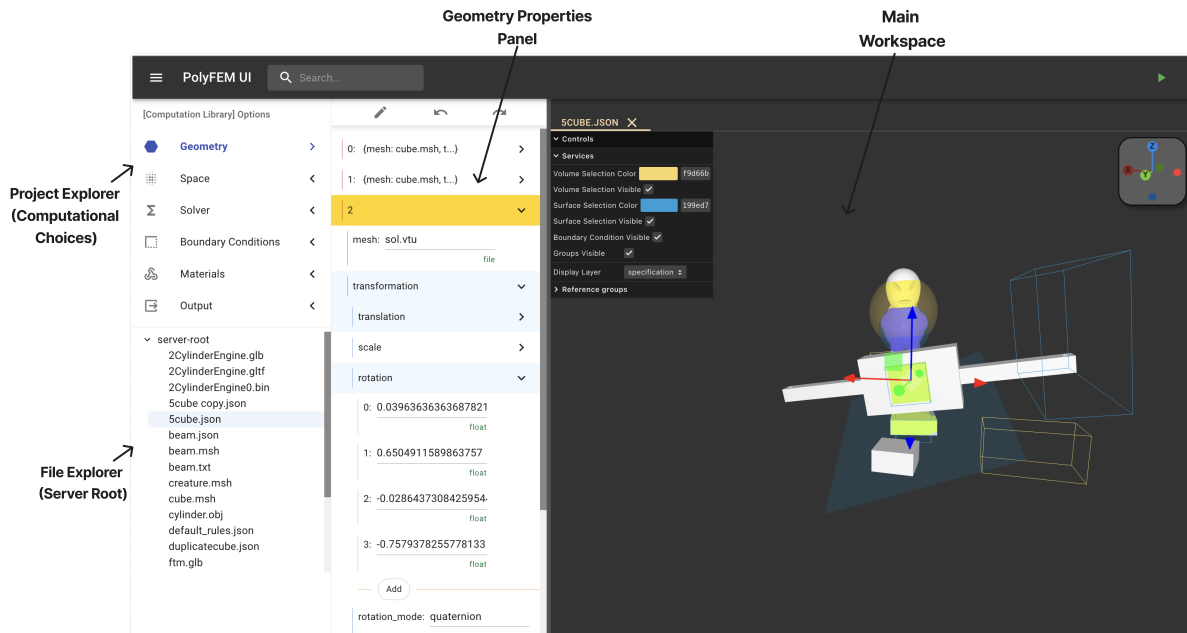 Geometry Properties
Panel
Main
Workspace
PolyFEM UI
Search...
[Computation Library] Options
Geometry
Space
Solver
Boundary Conditions
Materials
Output
Project Explorer
(Computational
Choices)
File Explorer
(Server Root)
server-root
2CylinderEngine.glb
2CylinderEngine.gltf
2CylinderEngine0.bin
5cube copy.json
5cube.json
beam.json
beam.msh
beam.txt
creature.msh
cube.msh
cylinder.obj
default_rules.json
duplicatecube.json
ftm.glb
0: {mesh: cube.msh, t...}
1: {mesh: cube.msh, t...}
2
mesh: sol.vtu
file
transformation
translation
scale
rotation
0: 0.03963636363687821
float
1: 0.6504911589863757
float
2: -0.0286437308425954
float
3: -0.7579378255778133
float
Add
rotation_mode: quaternion
5CUBE.JSON
Controls
Services
Volume Selection Color f9d66b
Volume Selection Visible
Surface Selection Color 199ed7
Surface Selection Visible
Boundary Condition Visible
Groups Visible
Display Layer specification
Reference groups
Z
X
Y